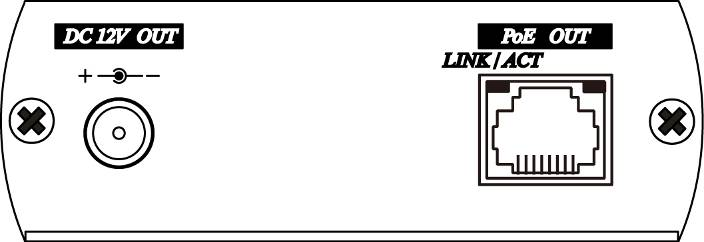 DC 12V OUT
PoE OUT
LINK / ACT
+ −